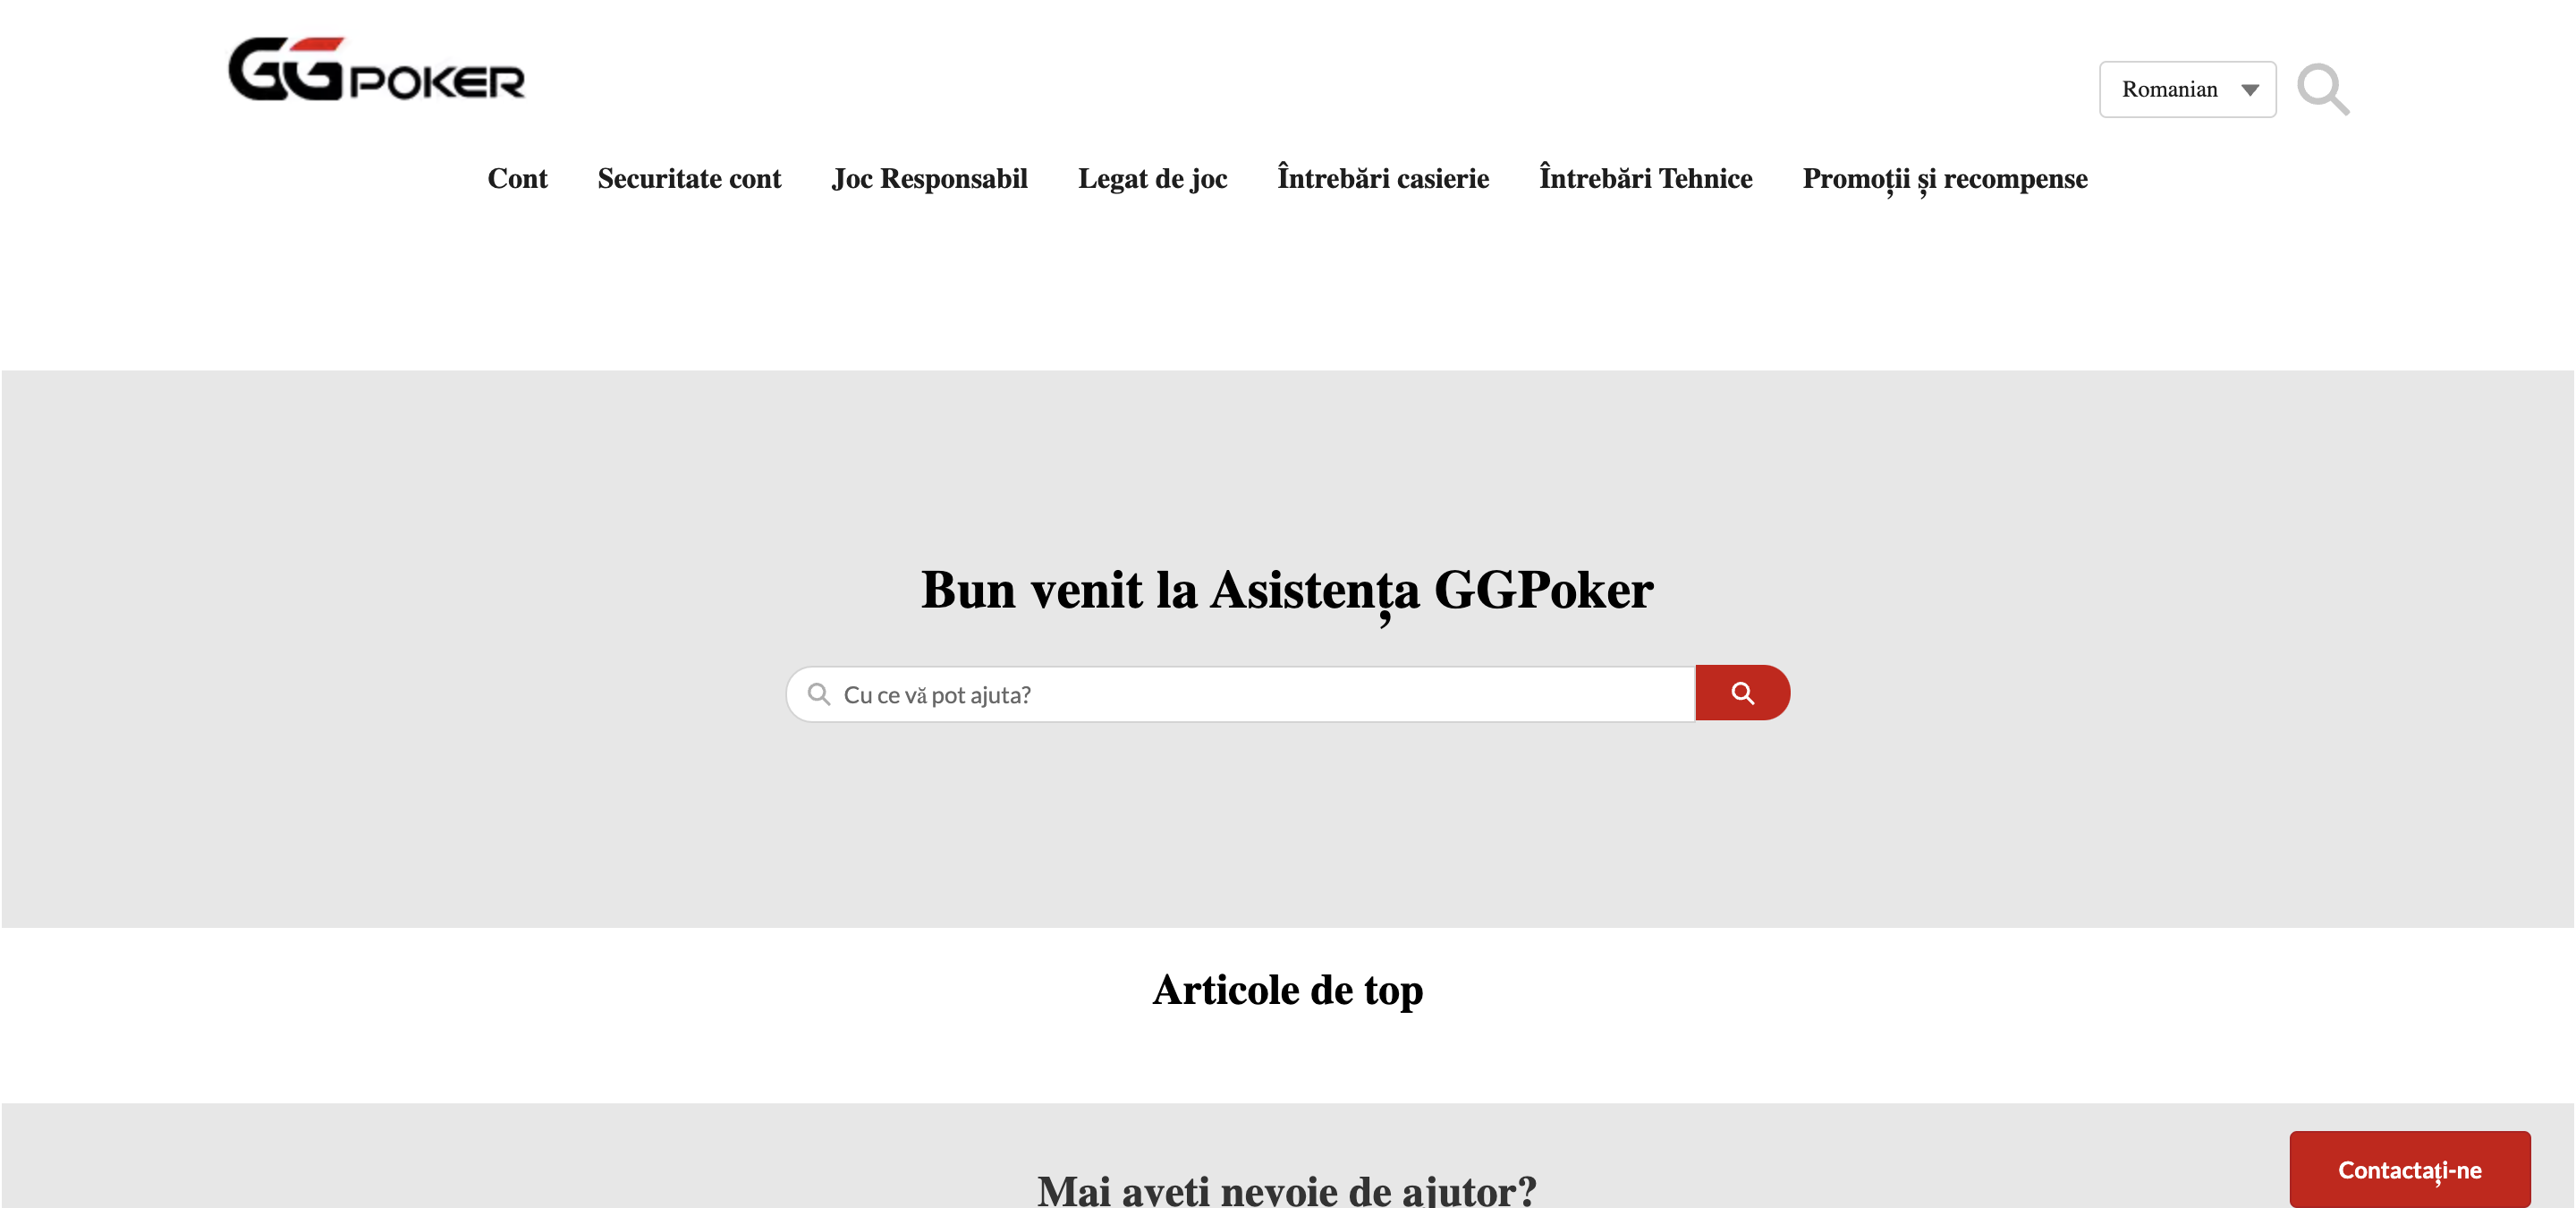 GGPOKER
Romanian
Cont Securitate cont Joc Responsabil Legat de joc Întrebări casierie Întrebări Tehnice Promoții și recompense
Bun venit la Asistența GGPoker
Cu ce vă pot ajuta?
Articole de top
Mai aveti nevoie de ajutor?
Contactați-ne